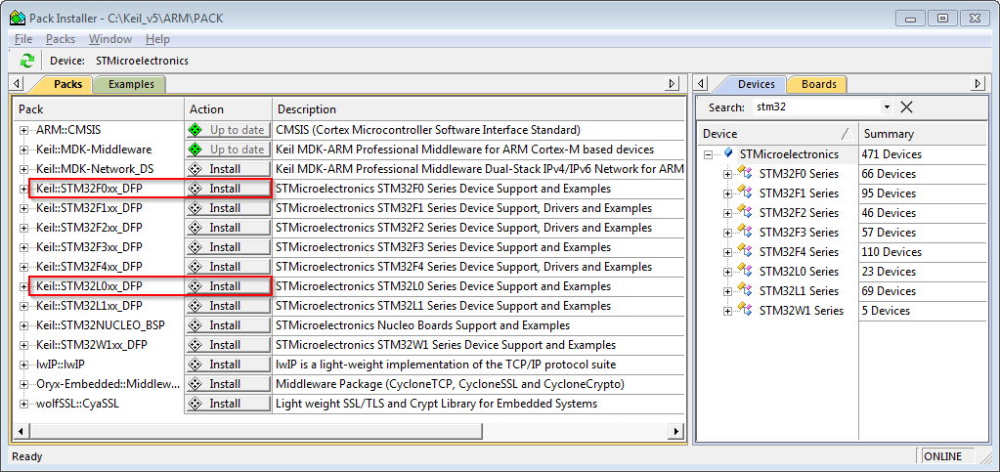 Pack Installer - C:\Keil_v5\ARM\PACK
File Packs Window Help
Device: STMicroelectronics
Packs Examples
Pack Action Description
ARM::CMSIS Up to date CMSIS (Cortex Microcontroller Software Interface Standard)
Keil::MDK-Middleware Up to date Keil MDK-ARM Professional Middleware for ARM Cortex-M based devices
Keil::MDK-Network_DS Install Keil MDK-ARM Professional Middleware Dual-Stack IPv4/IPv6 Network for ARM
Keil::STM32F0xx_DFP Install STMicroelectronics STM32F0 Series Device Support and Examples
Keil::STM32F1xx_DFP Install STMicroelectronics STM32F1 Series Device Support, Drivers and Examples
Keil::STM32F2xx_DFP Install STMicroelectronics STM32F2 Series Device Support, Drivers and Examples
Keil::STM32F3xx_DFP Install STMicroelectronics STM32F3 Series Device Support and Examples
Keil::STM32F4xx_DFP Install STMicroelectronics STM32F4 Series Device Support, Drivers and Examples
Keil::STM32L0xx_DFP Install STMicroelectronics STM32L0 Series Device Support and Examples
Keil::STM32L1xx_DFP Install STMicroelectronics STM32L1 Series Device Support and Examples
Keil::STM32NUCLEO_BSP Install STMicroelectronics Nucleo Boards Support and Examples
Keil::STM32W1xx_DFP Install STMicroelectronics STM32W1 Series Device Support and Examples
lwIP::lwIP Install lwIP is a light-weight implementation of the TCP/IP protocol suite
Oryx-Embedded::Middlew... Install Middleware Package (CycloneTCP, CycloneSSL and CycloneCrypto)
wolfSSL::CyaSSL Install Light weight SSL/TLS and Crypt Library for Embedded Systems
Devices Boards
Search: stm32
Device Summary
STMicroelectronics 471 Devices
STM32F0 Series 66 Devices
STM32F1 Series 95 Devices
STM32F2 Series 46 Devices
STM32F3 Series 57 Devices
STM32F4 Series 110 Devices
STM32L0 Series 23 Devices
STM32L1 Series 69 Devices
STM32W1 Series 5 Devices
Ready ONLINE